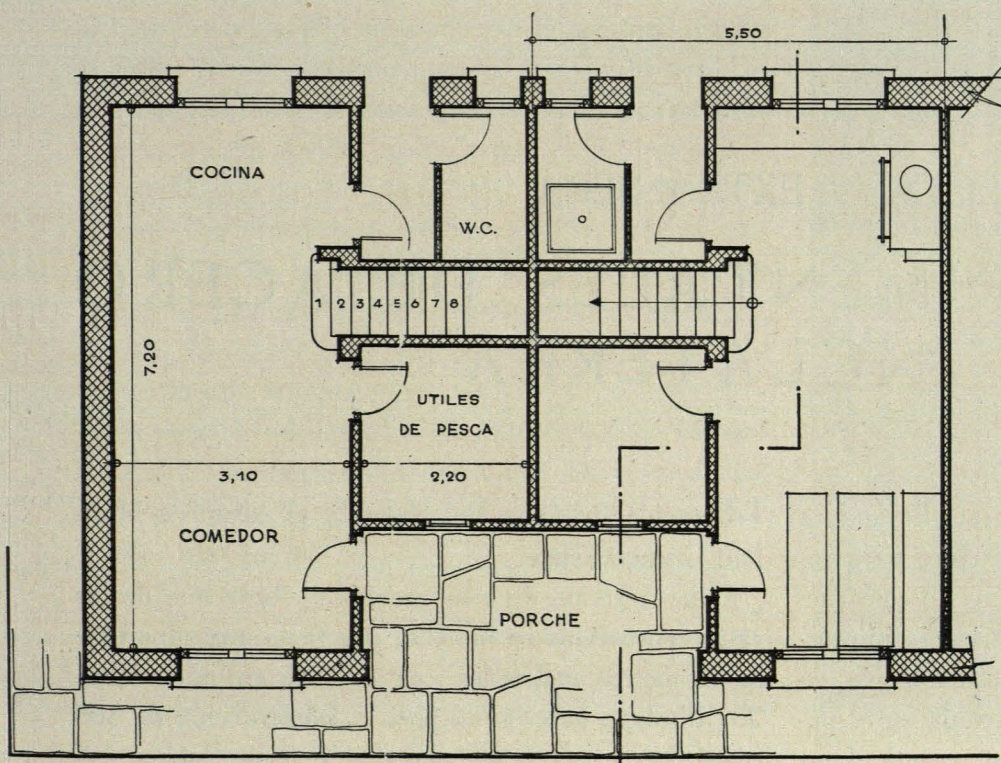 5,50
COCINA
W.C.
1 2 3 4 5 6 7 8
7,20
UTILES
DE PESCA
3,10
2,20
COMEDOR
PORCHE